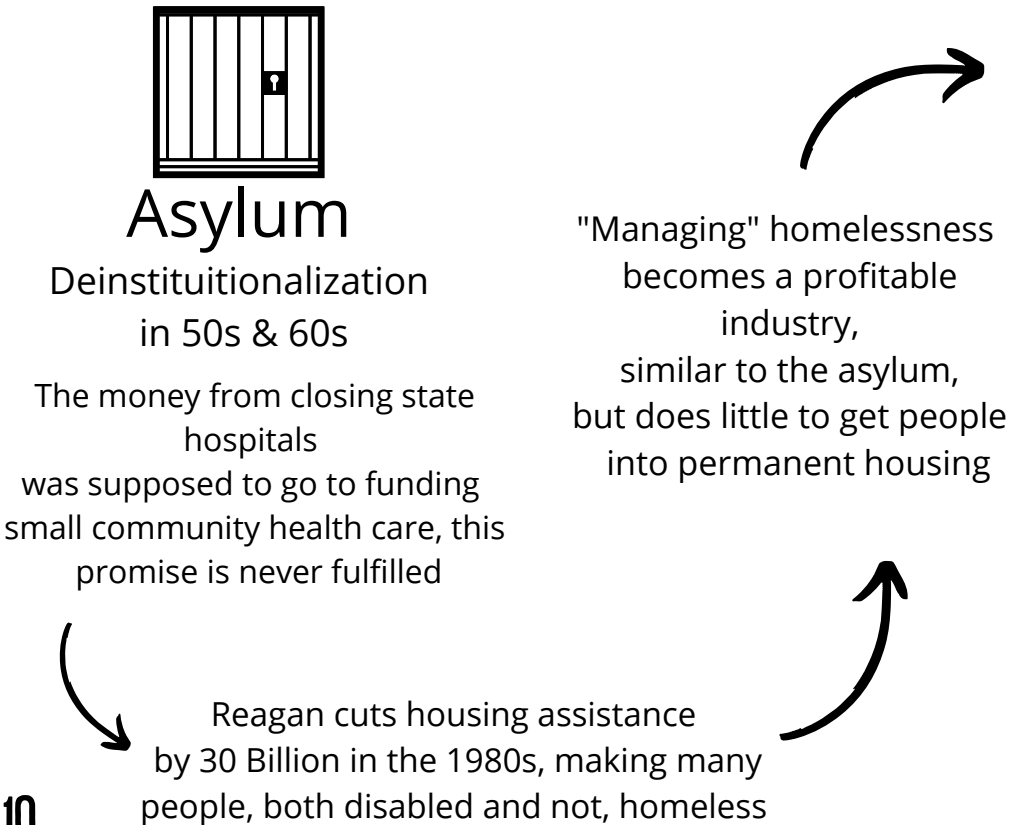 Asylum
Deinstituitionalization
in 50s & 60s
The money from closing state
hospitals
was supposed to go to funding
small community health care, this
promise is never fulfilled
Reagan cuts housing assistance
by 30 Billion in the 1980s, making many
people, both disabled and not, homeless
"Managing" homelessness
becomes a profitable
industry,
similar to the asylum,
but does little to get people
into permanent housing
10